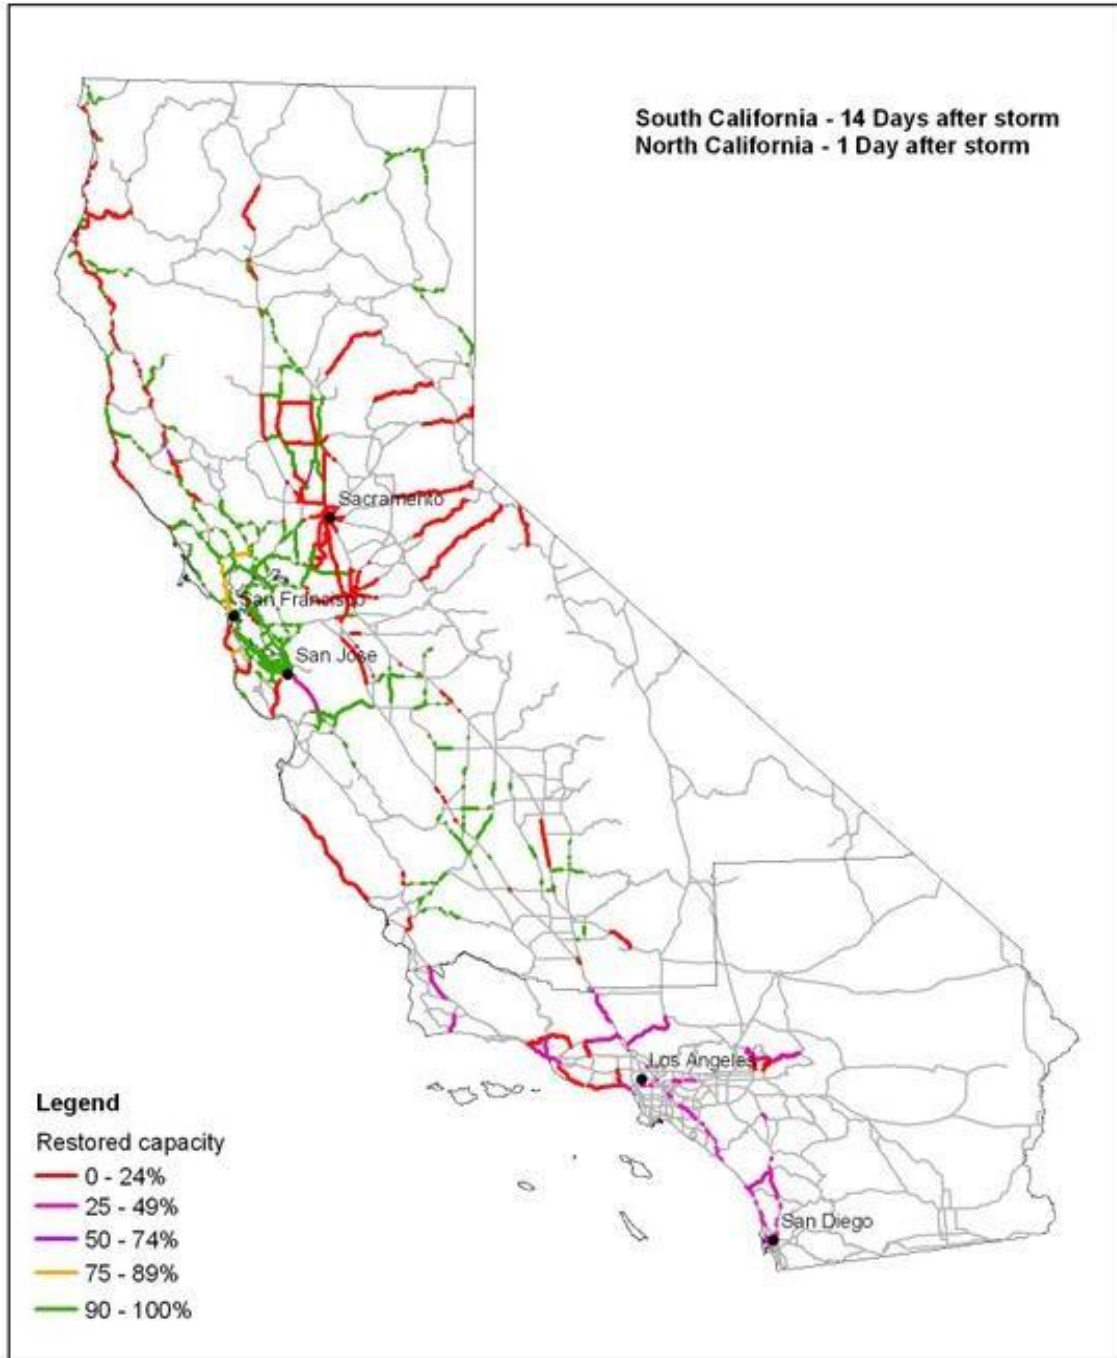 South California - 14 Days after storm
North California - 1 Day after storm
Sacramento
San Francisco
San Jose
Los Angeles
San Diego
Legend
Restored capacity
0 - 24%
25 - 49%
50 - 74%
75 - 89%
90 - 100%